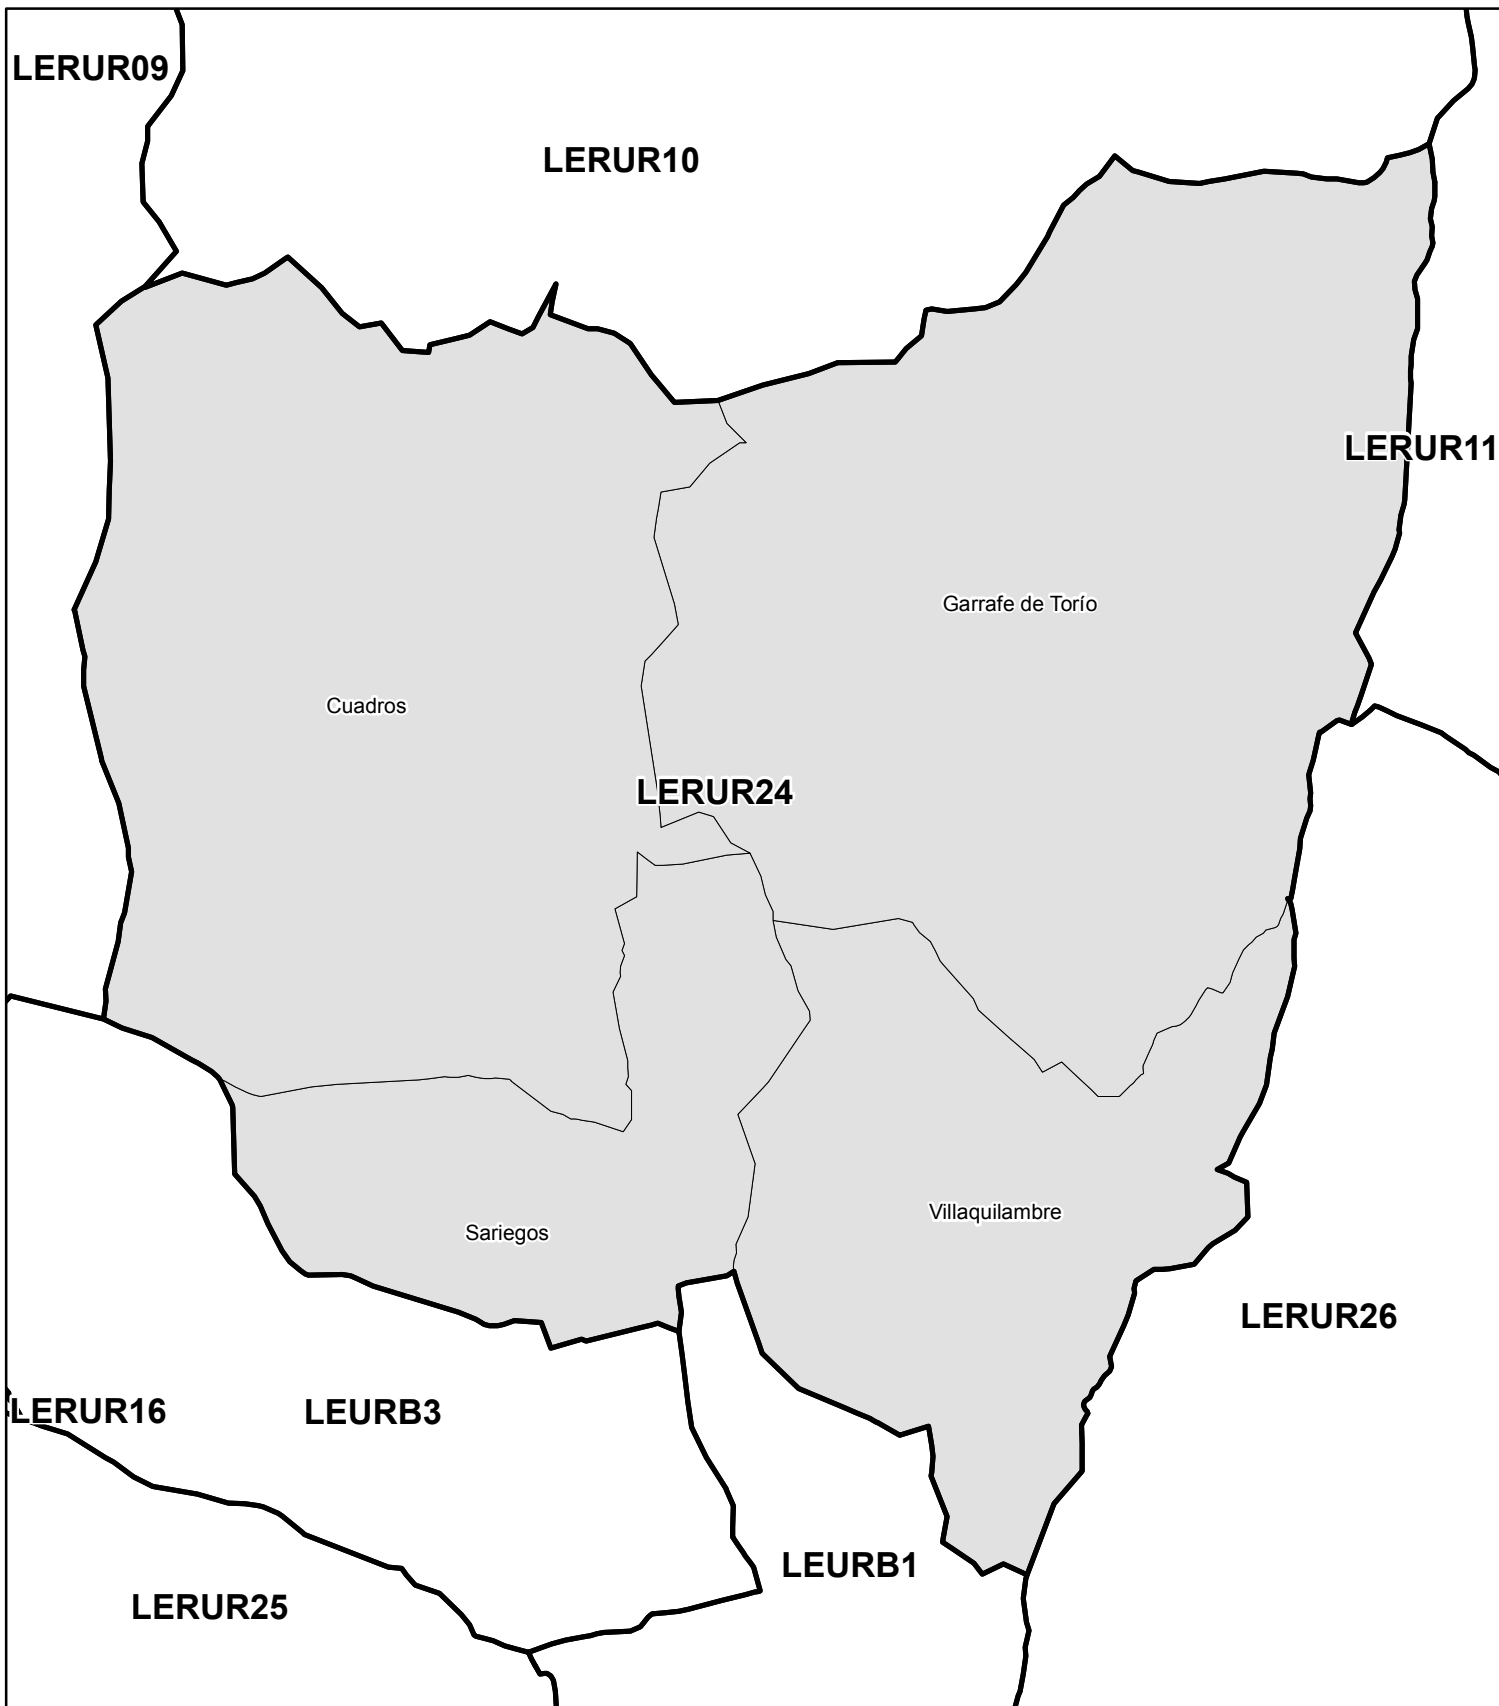 LERUR09
LERUR10
LERUR11
Garrafe de Torío
Cuadros
LERUR24
Villaquilambre
Sariegos
LERUR26
LERUR16
LEURB3
LEURB1
LERUR25